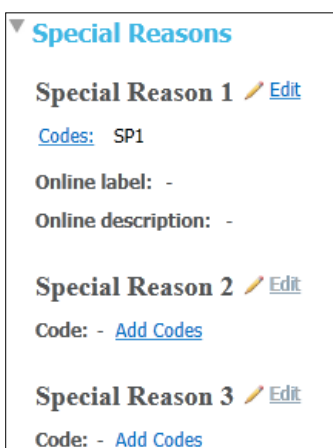 Special Reasons
Special Reason 1 Edit
Codes: SP1
Online label: -
Online description: -
Special Reason 2 Edit
Code: - Add Codes
Special Reason 3 Edit
Code: - Add Codes